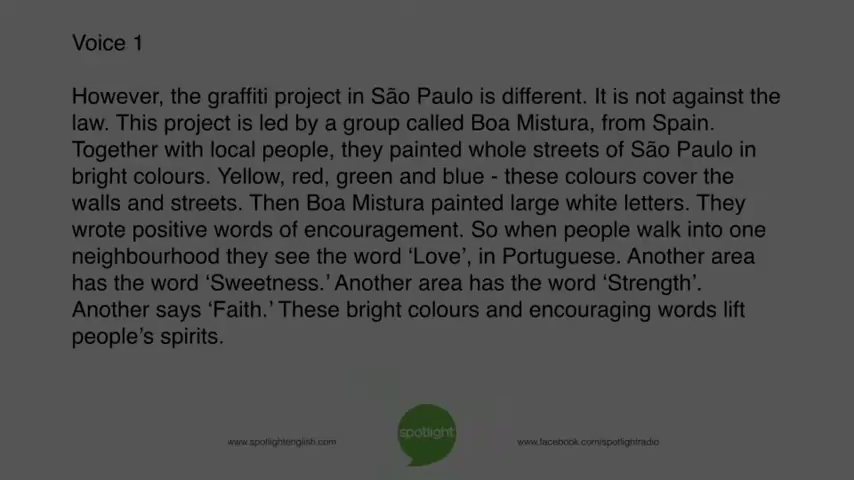 Voice 1
However, the graffiti project in São Paulo is different. It is not against the
law. This project is led by a group called Boa Mistura, from Spain.
Together with local people, they painted whole streets of São Paulo in
bright colours. Yellow, red, green and blue - these colours cover the
walls and streets. Then Boa Mistura painted large white letters. They
wrote positive words of encouragement. So when people walk into one
neighbourhood they see the word ‘Love’, in Portuguese. Another area
has the word ‘Sweetness.’ Another area has the word ‘Strength’.
Another says ‘Faith.’ These bright colours and encouraging words lift
people’s spirits.
www.spotlightenglish.com
spotlight
www.facebook.com/spotlightradio